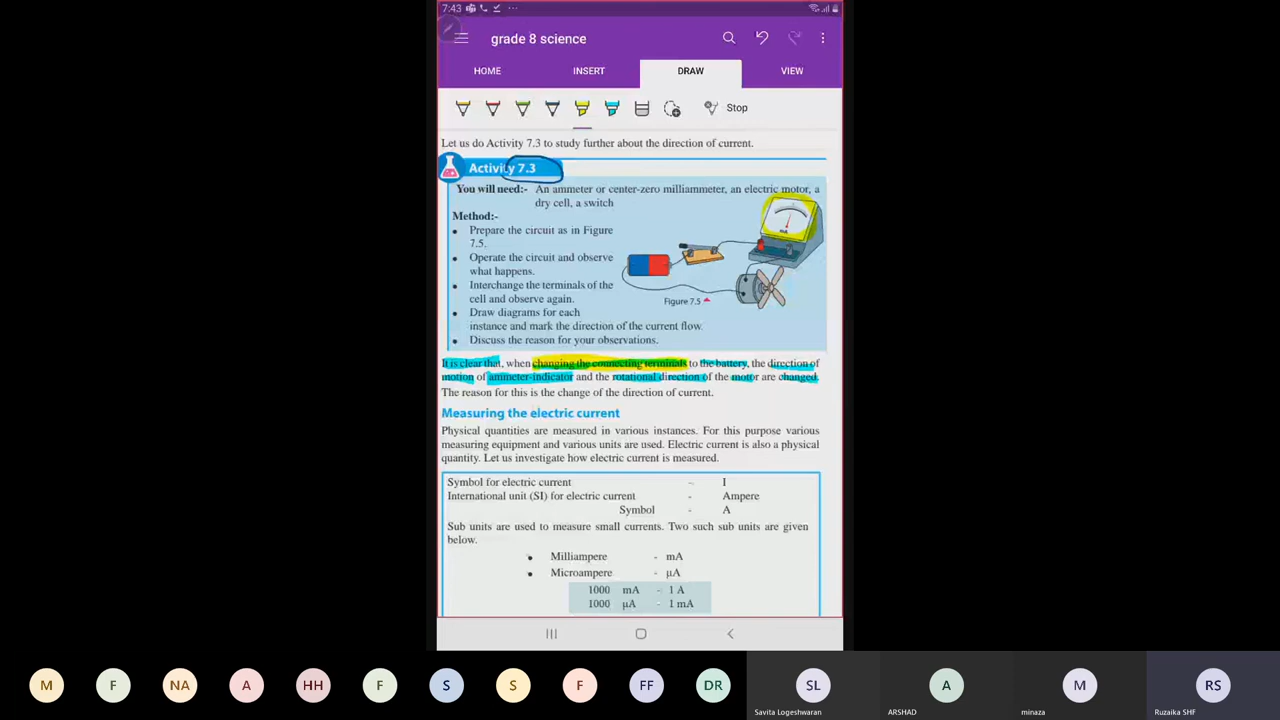 7:43
grade 8 science
HOME INSERT DRAW VIEW
Stop
Let us do Activity 7.3 to study further about the direction of current.
Activity 7.3
You will need:- An ammeter or center-zero milliammeter, an electric motor, a
dry cell, a switch
Method:-
• Prepare the circuit as in Figure
7.5.
• Operate the circuit and observe
what happens.
• Interchange the terminals of the
cell and observe again.
• Draw diagrams for each
instance and mark the direction of the current flow.
• Discuss the reason for your observations.
Figure 7.5
It is clear that, when changing the connecting terminals to the battery, the direction of
motion of ammeter-indicator and the rotational direction of the motor are changed.
The reason for this is the change of the direction of current.
Measuring the electric current
Physical quantities are measured in various instances. For this purpose various
measuring equipment and various units are used. Electric current is also a physical
quantity. Let us investigate how electric current is measured.
Symbol for electric current - I
International unit (SI) for electric current - Ampere
Symbol - A
Sub units are used to measure small currents. Two such sub units are given
below.
• Milliampere - mA
• Microampere - μA
1000 mA - 1 A
1000 μA - 1 mA
M F NA A HH F S S F FF DR SL A M RS
Savita Logeshwaran ARSHAD minaza Ruzaika SHF